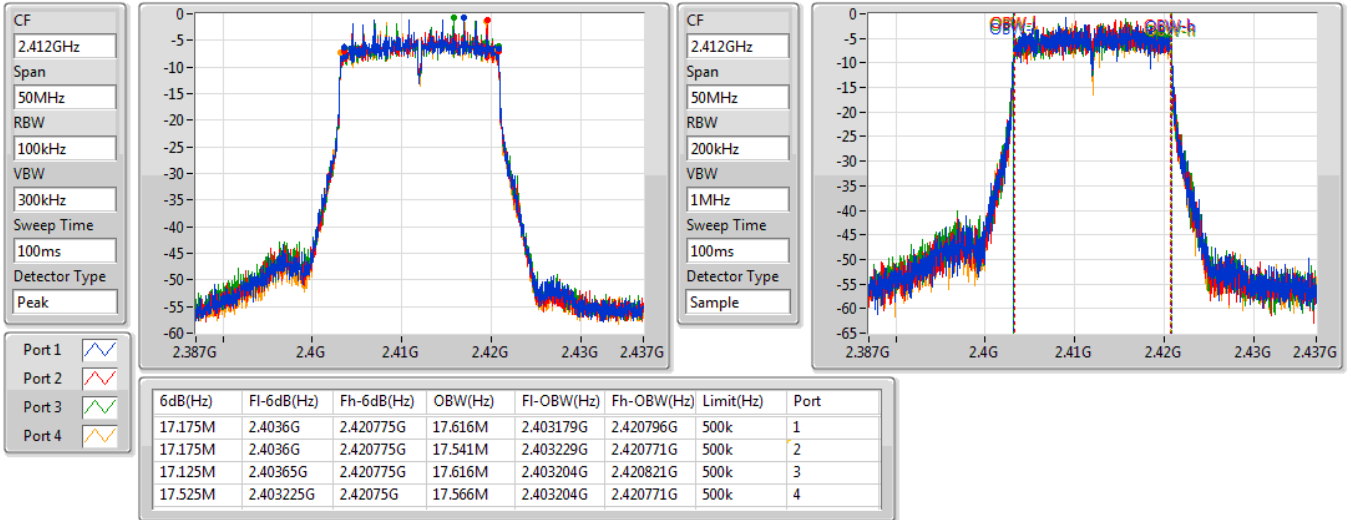 CF
2.412GHz
Span
50MHz
RBW
100kHz
VBW
300kHz
Sweep Time
100ms
Detector Type
Peak
0-
-5-
-10-
-15-
-20-
-25-
-30-
-35-
-40-
-45-
-50-
-55-
-60-
2.387G 2.4G 2.41G 2.42G 2.437G
CF
2.412GHz
Span
50MHz
RBW
200kHz
VBW
1MHz
Sweep Time
100ms
Detector Type
Sample
0-
-5-
-10-
-15-
-20-
-25-
-30-
-35-
-40-
-45-
-50-
-55-
-60-
-65-
OBW-l OBW-h
2.387G 2.4G 2.41G 2.42G 2.43G 2.437G
Port 1
Port 2
Port 3
Port 4
6dB(Hz) Fl-6dB(Hz) Fh-6dB(Hz) OBW(Hz) Fl-OBW(Hz) Fh-OBW(Hz) Limit(Hz) Port
17.175M 2.4036G 2.420775G 17.616M 2.403179G 2.420796G 500k 1
17.175M 2.4036G 2.420775G 17.541M 2.403229G 2.420771G 500k 2
17.125M 2.40365G 2.420775G 17.616M 2.403204G 2.420821G 500k 3
17.525M 2.403225G 2.42075G 17.566M 2.403204G 2.420771G 500k 4